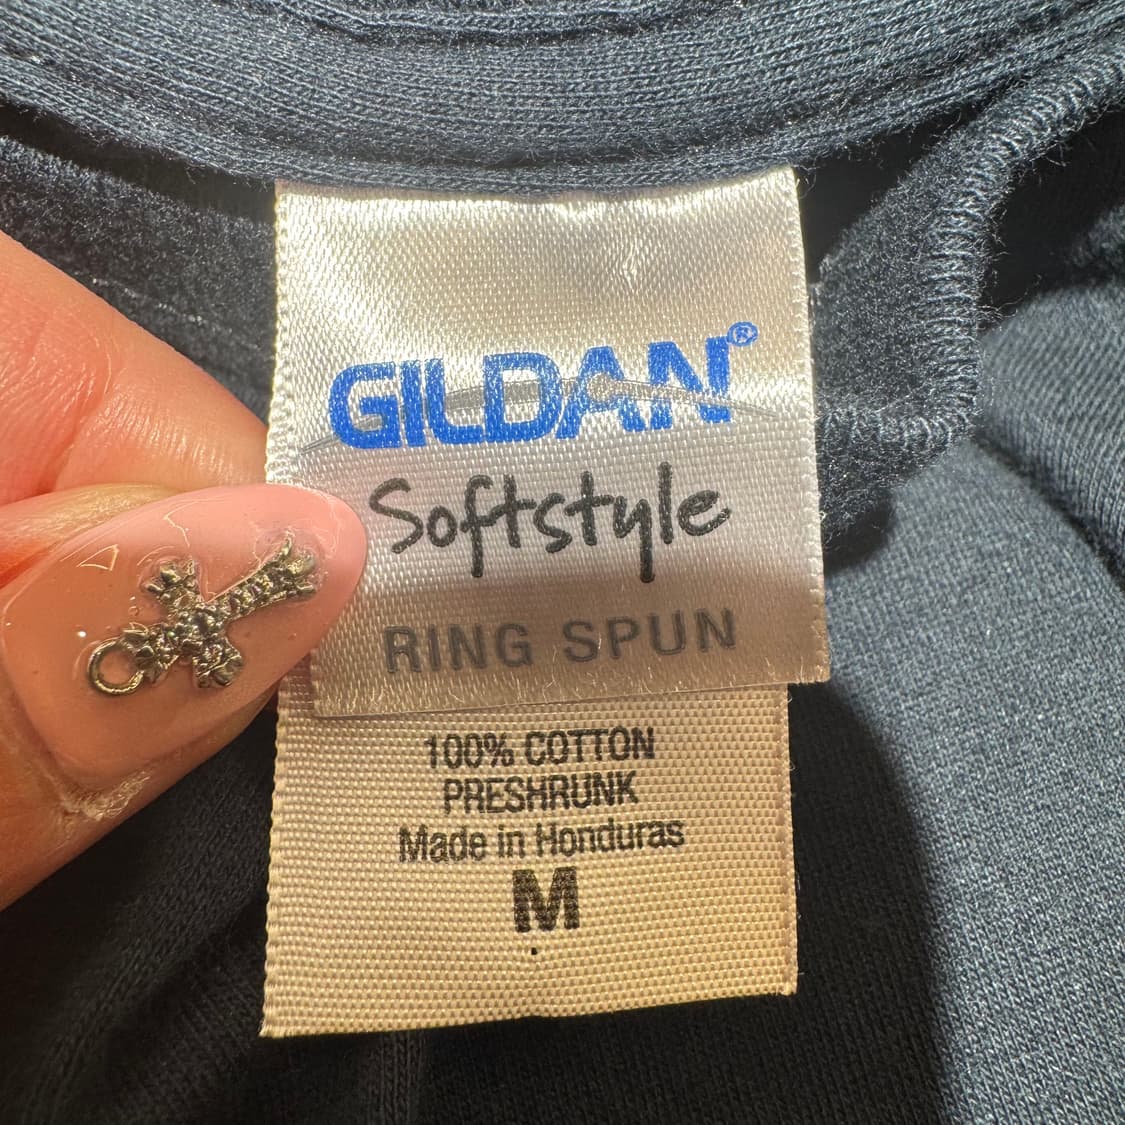 GILDAN®
Softstyle
RING SPUN
100% COTTON
PRESHRUNK
Made in Honduras
M